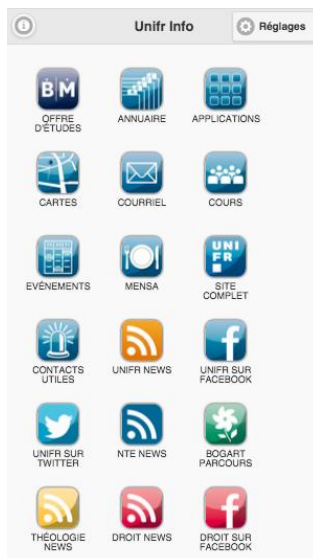 Unifr Info
Réglages
BM
OFFRE
D'ÉTUDES
ANNUAIRE
APPLICATIONS
CARTES
COURRIEL
COURS
EVÉNEMENTS
MENSA
UNI
FR
SITE
COMPLET
CONTACTS
UTILES
UNIFR NEWS
UNIFR SUR
FACEBOOK
UNIFR SUR
TWITTER
NTE NEWS
BOGART
PARCOURS
THÉOLOGIE
NEWS
DROIT NEWS
DROIT SUR
FACEBOOK